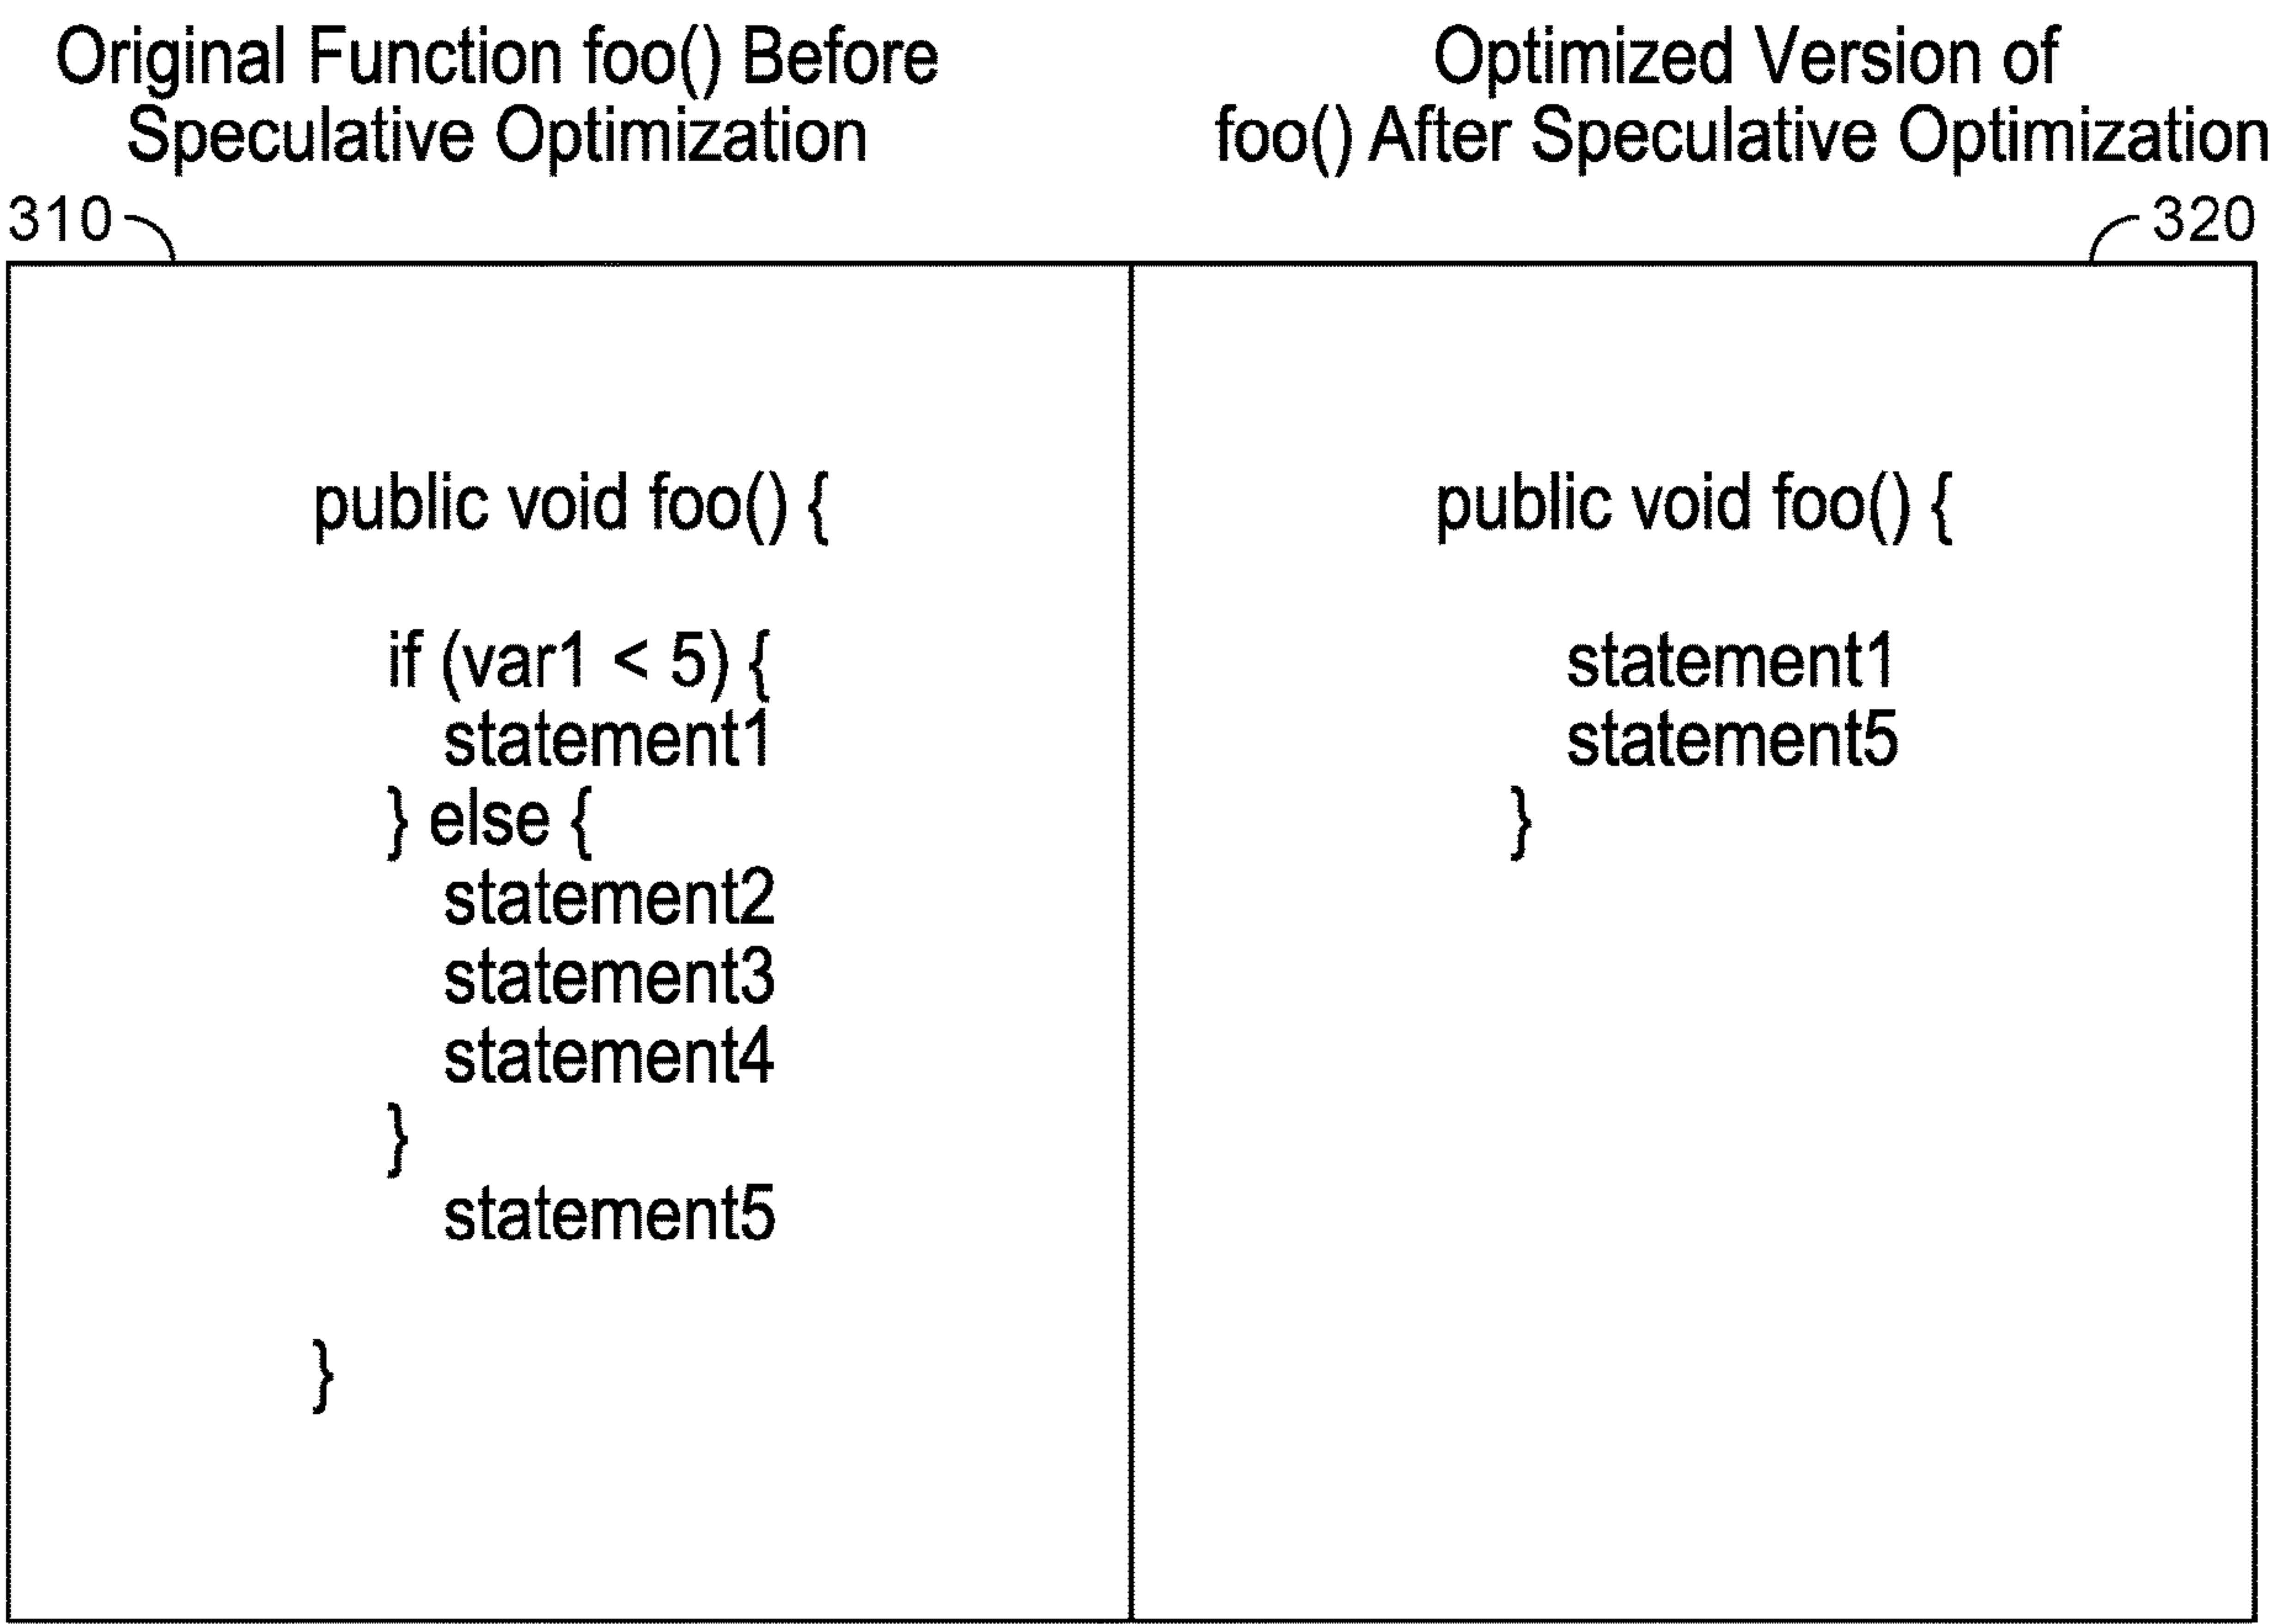 Original Function foo() Before
Speculative Optimization
310
public void foo() {
if (var1 < 5) {
statement1
} else {
statement2
statement3
statement4
}
statement5
}
Optimized Version of
foo() After Speculative Optimization
320
public void foo() {
statement1
statement5
}